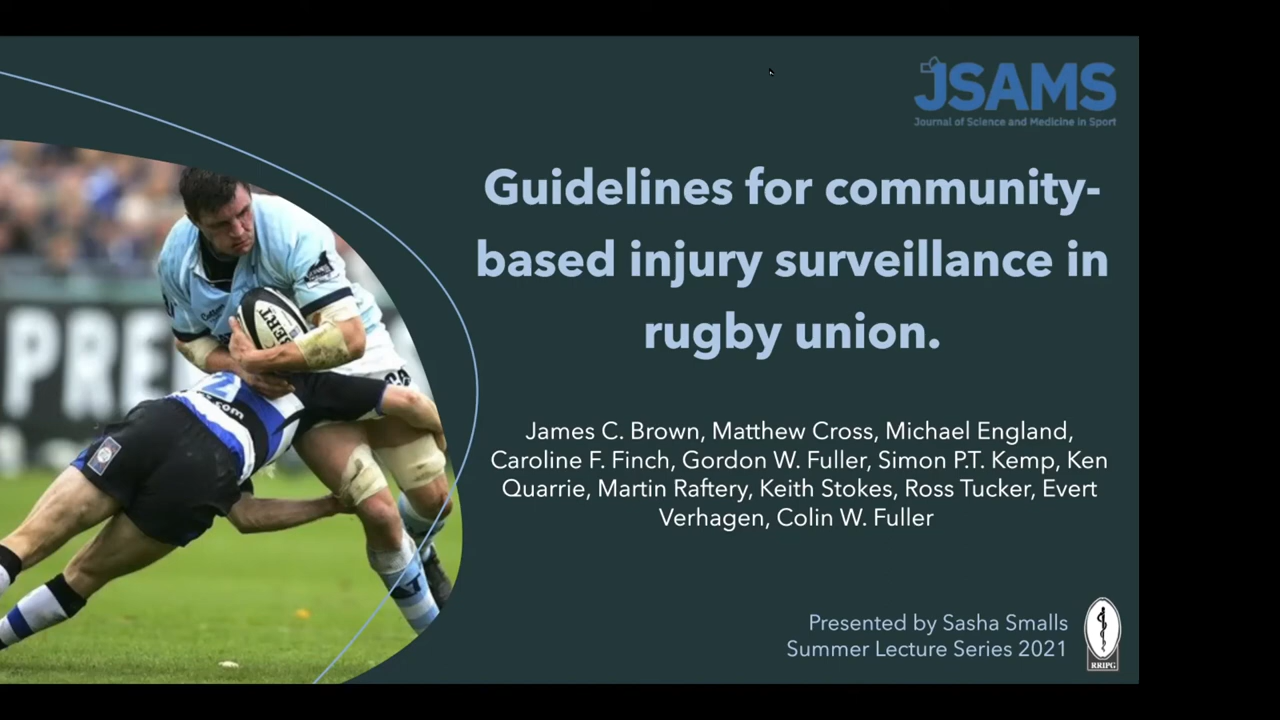 JSAMS
Journal of Science and Medicine in Sport
Guidelines for community-
based injury surveillance in
rugby union.
James C. Brown, Matthew Cross, Michael England,
Caroline F. Finch, Gordon W. Fuller, Simon P.T. Kemp, Ken
Quarrie, Martin Raftery, Keith Stokes, Ross Tucker, Evert
Verhagen, Colin W. Fuller
Presented by Sasha Smalls
Summer Lecture Series 2021
RRIPG
PRE
2
.com